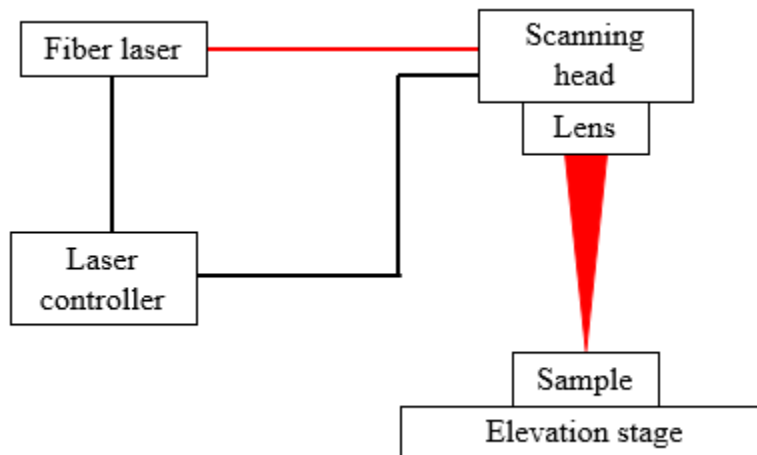 Fiber laser
Scanning
head
Lens
Laser
controller
Sample
Elevation stage